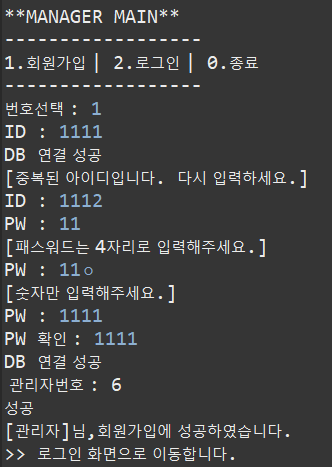 **MANAGER MAIN**
------------------
1.회원가입 | 2.로그인 | 0.종료
------------------
번호선택 : 1
ID : 1111
DB 연결 성공
[중복된 아이디입니다. 다시 입력하세요.]
ID : 1112
PW : 11
[패스워드는 4자리로 입력해주세요.]
PW : 11ㅇ
[숫자만 입력해주세요.]
PW : 1111
PW 확인 : 1111
DB 연결 성공
관리자번호 : 6
성공
[관리자]님,회원가입에 성공하였습니다.
>> 로그인 화면으로 이동합니다.